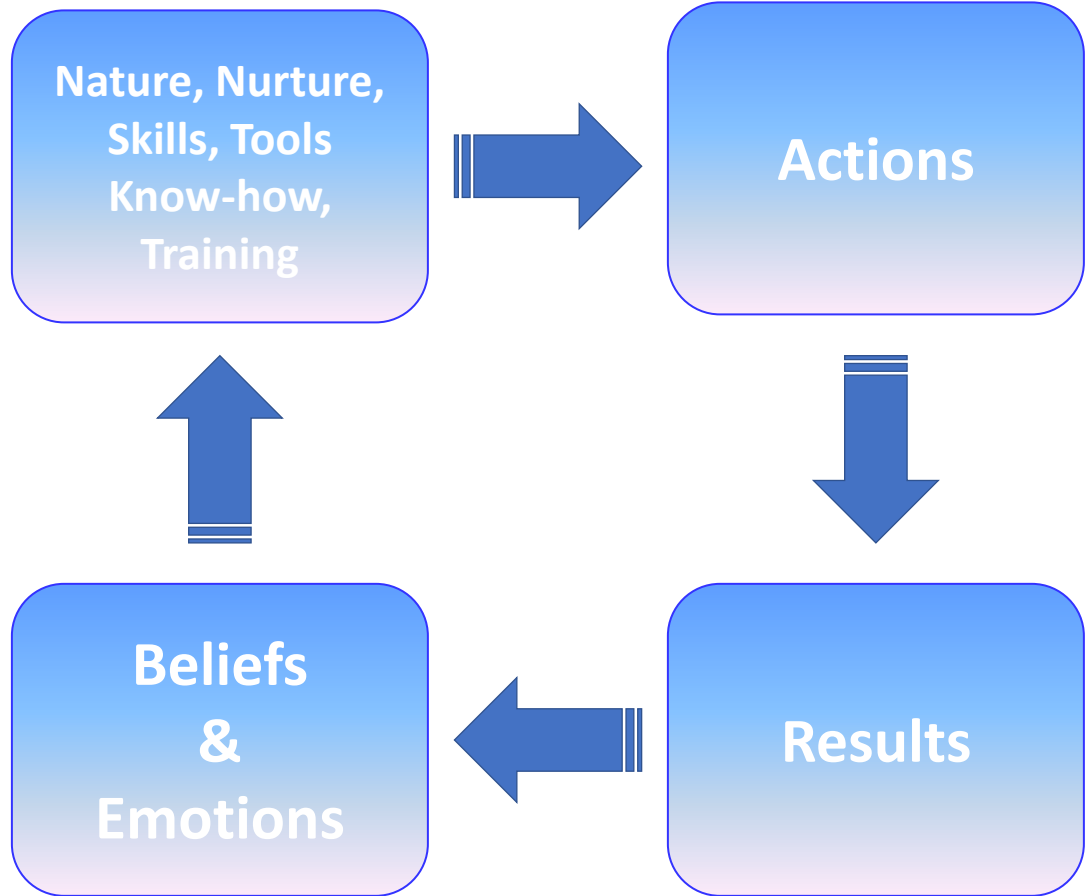 Nature, Nurture,
Skills, Tools
Know-how,
Training
Actions
Beliefs
&
Emotions
Results